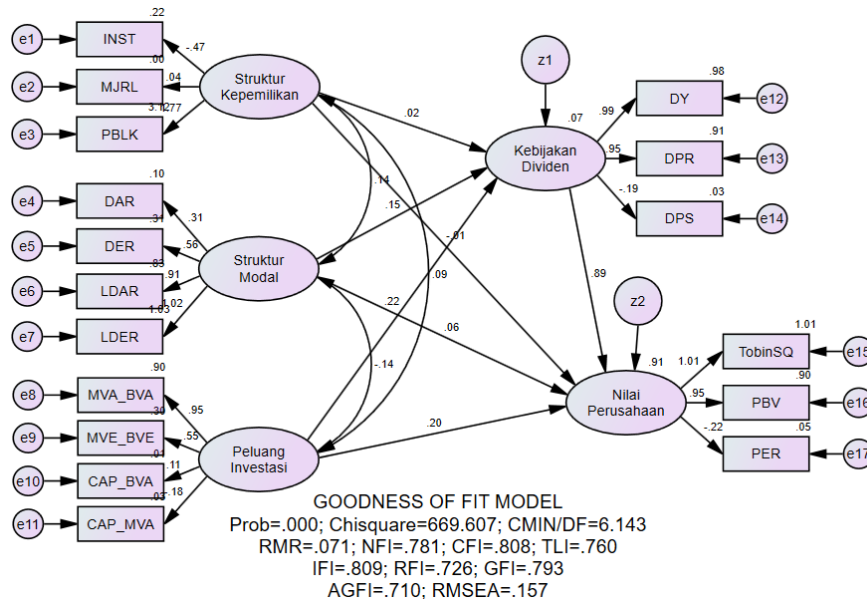 .22
e1
INST
-.47
.00
e2
MJRL
.04
e3
PBLK
Struktur
Kepemilikan
.10
e4
DAR
.31
.31
e5
DER
.56
.83
e6
LDAR
.91
1.03
e7
LDER
1.02
Struktur
Modal
.90
e8
MVA_BVA
.95
.30
e9
MVE_BVE
.55
.01
e10
CAP_BVA
.11
.03
e11
CAP_MVA
.18
Peluang
Investasi
.02
.14
.15
-.01
.09
.22
.06
-.14
.20
z1
.07
Kebijakan
Dividen
.98
.99
DY
e12
.91
.95
DPR
e13
.03
-.19
DPS
e14
.89
z2
.91
Nilai
Perusahaan
1.01
1.01
TobinSQ
e15
.90
.95
PBV
e16
.05
-.22
PER
e17
GOODNESS OF FIT MODEL
Prob=.000; Chisquare=669.607; CMIN/DF=6.143
RMR=.071; NFI=.781; CFI=.808; TLI=.760
IFI=.809; RFI=.726; GFI=.793
AGFI=.710; RMSEA=.157